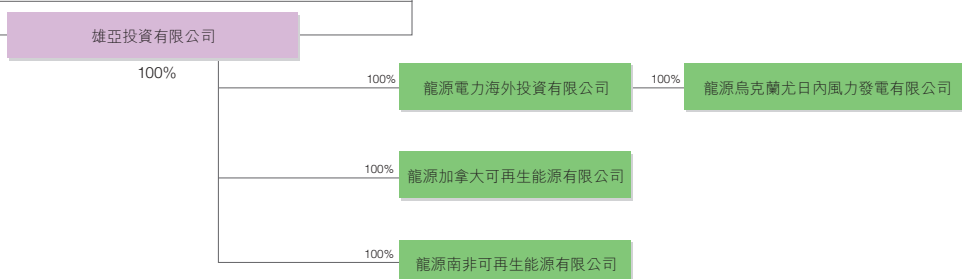 雄亞投資有限公司
100%
100%
龍源電力海外投資有限公司
100%
龍源烏克蘭尤日內風力發電有限公司
100%
龍源加拿大可再生能源有限公司
100%
龍源南非可再生能源有限公司